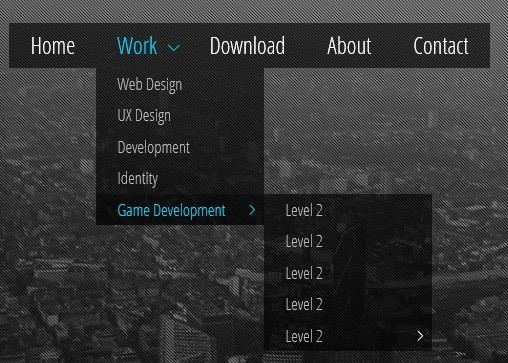 Home Work Download About Contact
Web Design
UX Design
Development
Identity
Game Development
Level 2
Level 2
Level 2
Level 2
Level 2